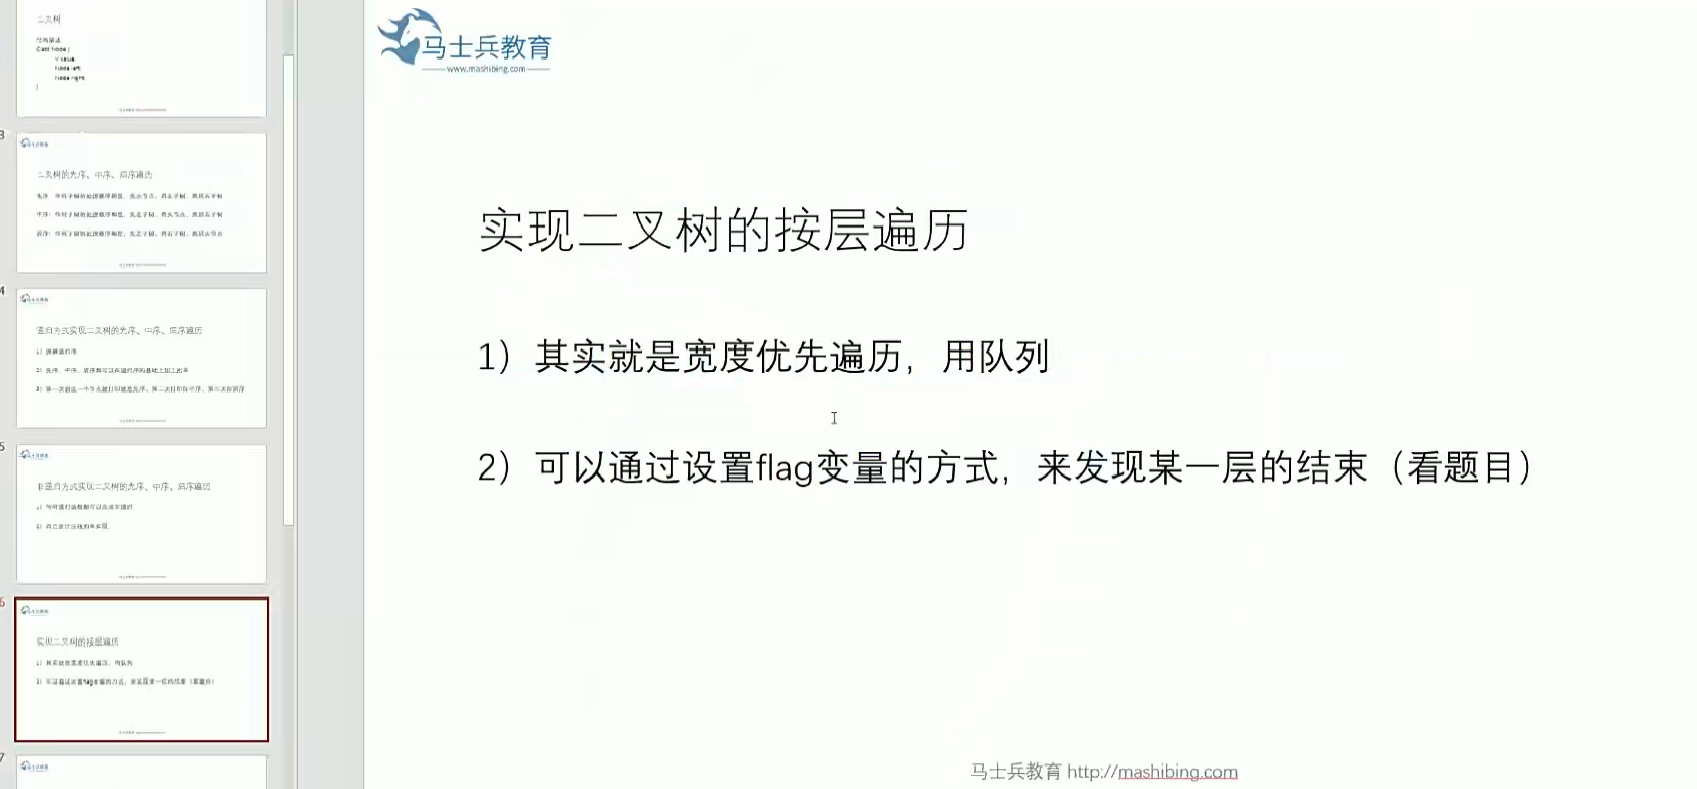 二叉树
Class Node {
V value;
Node left;
Node right;
}
3
二叉树的先序、中序、后序遍历
先序：任何子树的处理顺序都是，先头节点、再左子树、然后右子树
中序：任何子树的处理顺序都是，先左子树、再头节点、然后右子树
后序：任何子树的处理顺序都是，先左子树、再右子树、然后头节点
4
递归方式实现二叉树的先序、中序、后序遍历
1）理解递归序
2）先序、中序、后序都可以在递归序的基础上加工出来
3）第一次到达一个节点就打印就是先序、第二次打印即中序、第三次即后序
5
非递归方式实现二叉树的先序、中序、后序遍历
1）任何递归函数都可以改成非递归
2）自己设计压栈的来实现
6
实现二叉树的按层遍历
1）其实就是宽度优先遍历，用队列
2）可以通过设置flag变量的方式，来发现某一层的结束（看题目）
7
马士兵教育
www.mashibing.com
实现二叉树的按层遍历
1）其实就是宽度优先遍历，用队列
2）可以通过设置flag变量的方式，来发现某一层的结束（看题目）
马士兵教育 http://mashibing.com